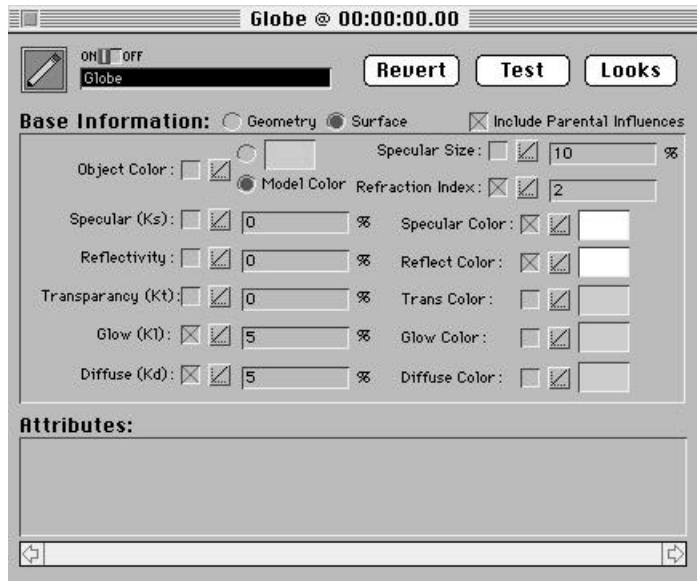 Globe @ 00:00:00.00
ON OFF
Globe
Revert Test Looks
Base Information: Geometry Surface Include Parental Influences
Object Color: Model Color
Specular Size: 10 %
Refraction Index: 2
Specular (Ks): 0 % Specular Color:
Reflectivity: 0 % Reflect Color:
Transparancy (Kt): 0 % Trans Color:
Glow (Kl): 5 % Glow Color:
Diffuse (Kd): 5 % Diffuse Color:
Attributes: